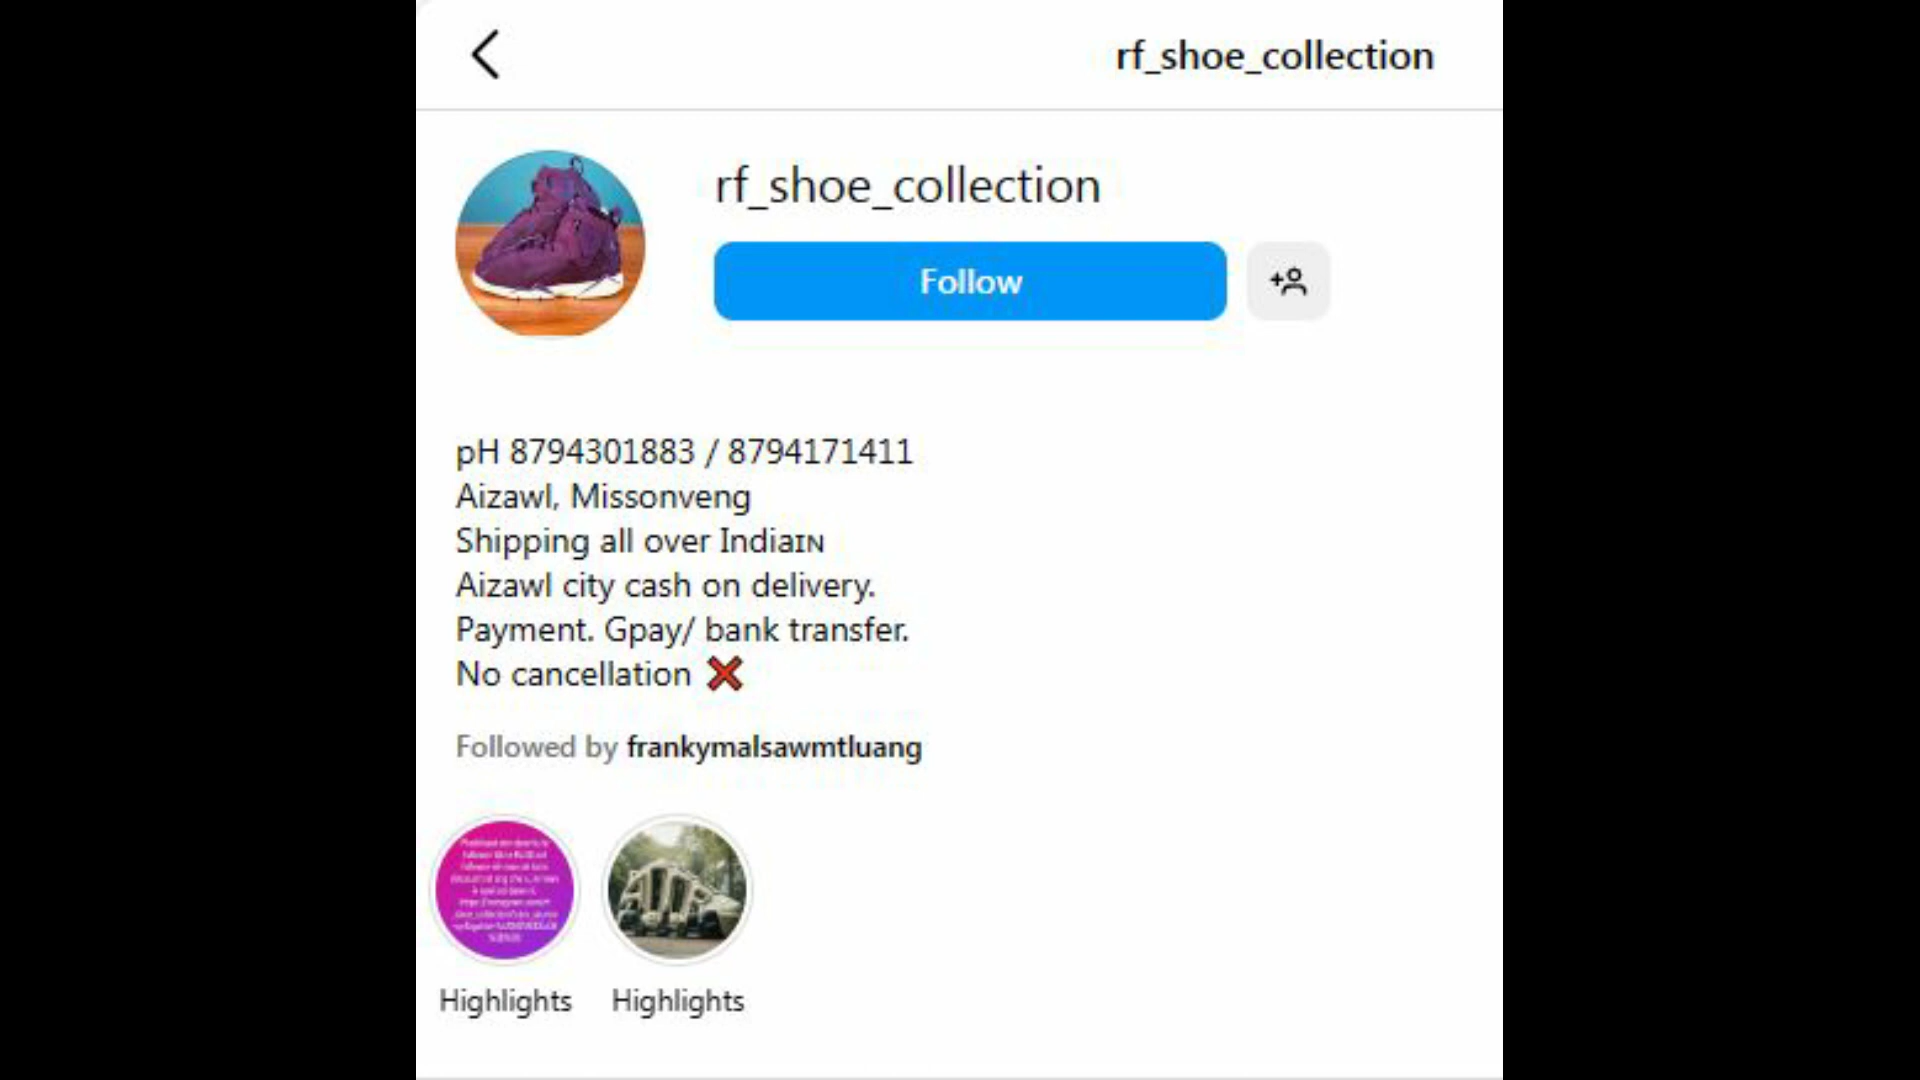 rf_shoe_collection
rf_shoe_collection
Follow
pH 8794301883 / 8794171411
Aizawl, Missonveng
Shipping all over Indiaɪɴ
Aizawl city cash on delivery.
Payment. Gpay/ bank transfer.
No cancellation ❌
Followed by frankymalsawmtluang
Highlights
Highlights